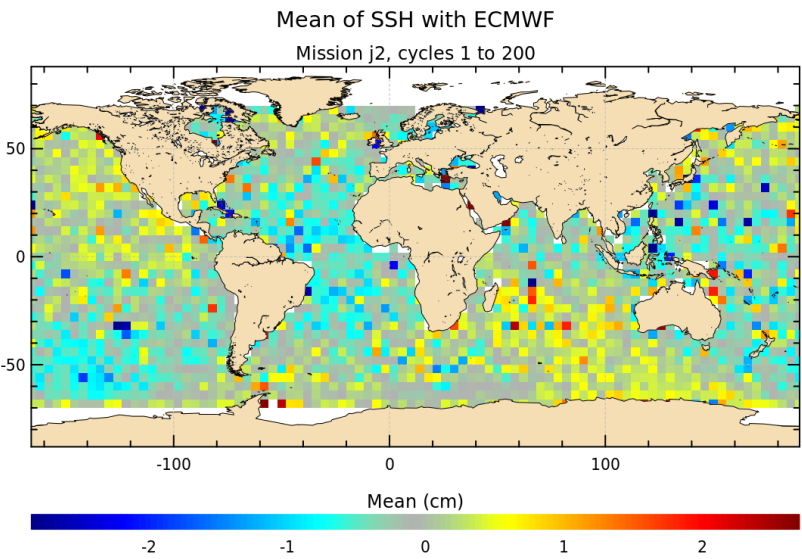 Mean of SSH with ECMWF
Mission j2, cycles 1 to 200
50
0
-50
-100 0 100
Mean (cm)
-2 -1 0 1 2